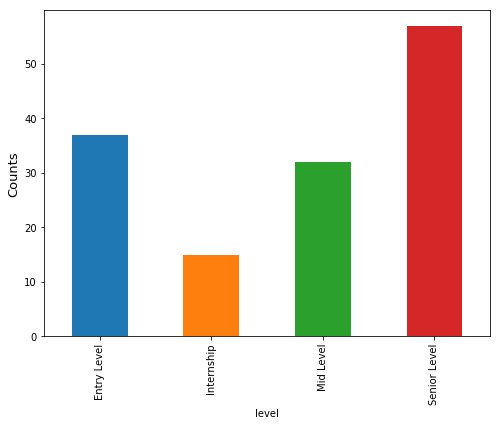 Counts
50
40
30
20
10
0
Entry Level
Internship
Mid Level
Senior Level
level